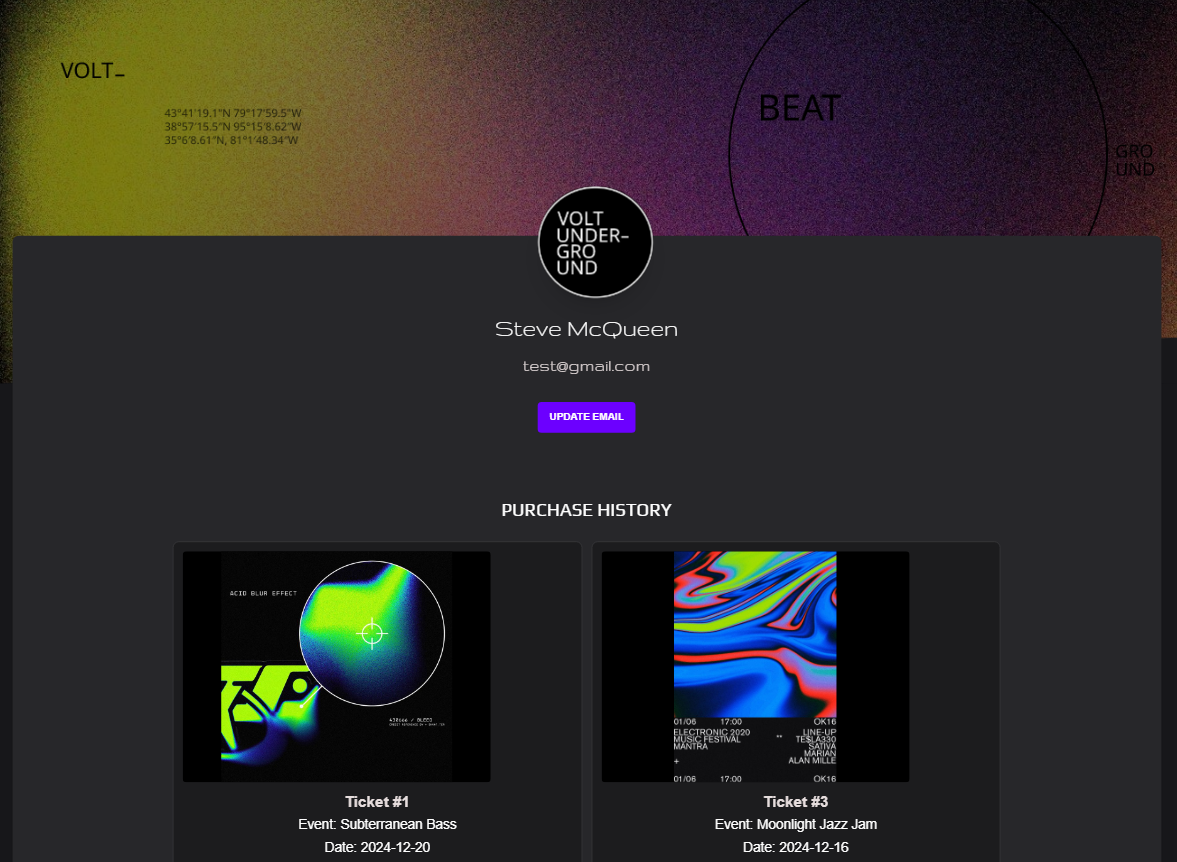 VOLT_
BEAT
43°41'19.1"N 79°17'59.5"W
38°57'15.5"N 95°15'8.62"W
35°6'8.61"N, 81°1'48.34"W
GRO
UND
VOLT
UNDER–
GRO
UND
Steve McQueen
test@gmail.com
UPDATE EMAIL
PURCHASE HISTORY
ACID BLUR EFFECT
Ticket #1
Event: Subterranean Bass
Date: 2024-12-20
01/06 17:00 OK16
ELECTRONIC 2020 LINE-UP
MUSIC FESTIVAL ** TESLA330
MANTRA SATIVA
MARIAN
+ ALAN MILLE
01/06 17:00 OK16
Ticket #3
Event: Moonlight Jazz Jam
Date: 2024-12-16